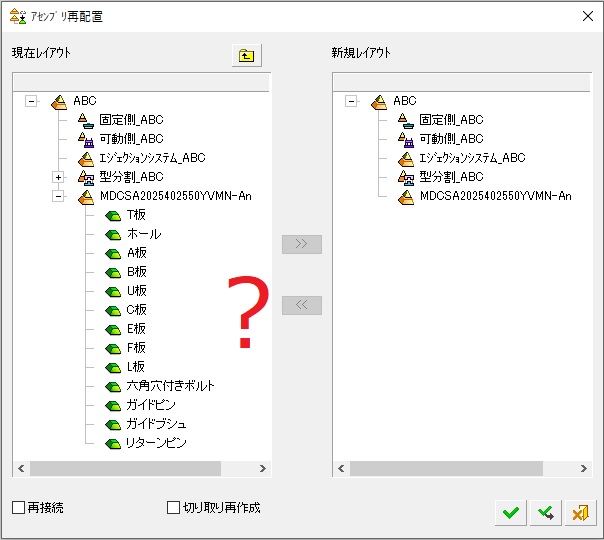 ｱｾﾝﾌﾞﾘ再配置
現在ﾚｲｱｳﾄ
新規ﾚｲｱｳﾄ
ABC
固定側_ABC
可動側_ABC
ｴｼﾞｪｸｼｮﾝｼｽﾃﾑ_ABC
型分割_ABC
MDCSA2025402550YVMN-An
T板
ホール
A板
B板
U板
C板
E板
F板
L板
六角穴付きボルト
ガイドピン
ガイドブシュ
リターンピン
>>
<<
?
ABC
固定側_ABC
可動側_ABC
ｴｼﾞｪｸｼｮﾝｼｽﾃﾑ_ABC
型分割_ABC
MDCSA2025402550YVMN-An
再接続
切り取り再作成